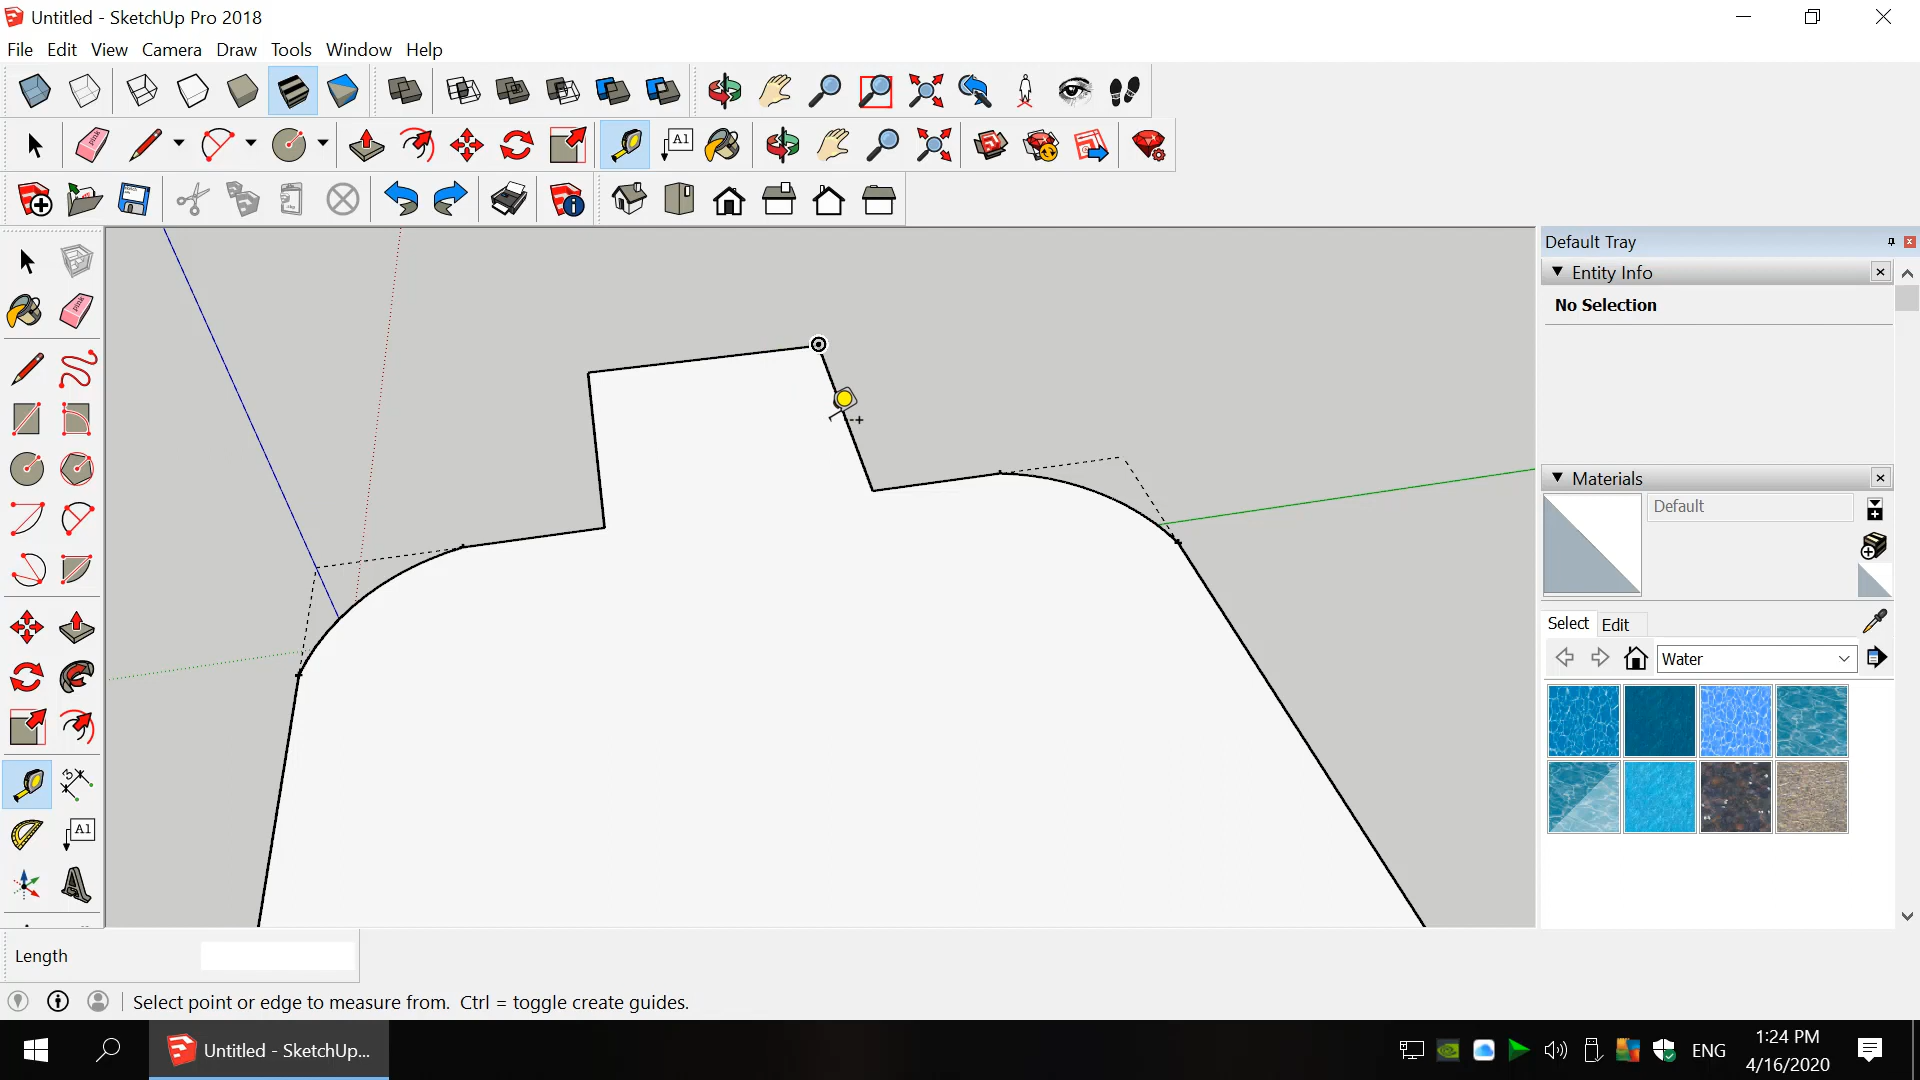 Untitled - SketchUp Pro 2018
File Edit View Camera Draw Tools Window Help
A1
Default Tray
Entity Info
No Selection
Materials
Default
Select Edit
Water
A1
Length
Select point or edge to measure from. Ctrl = toggle create guides.
Untitled - SketchUp...
ENG
1:24 PM
4/16/2020